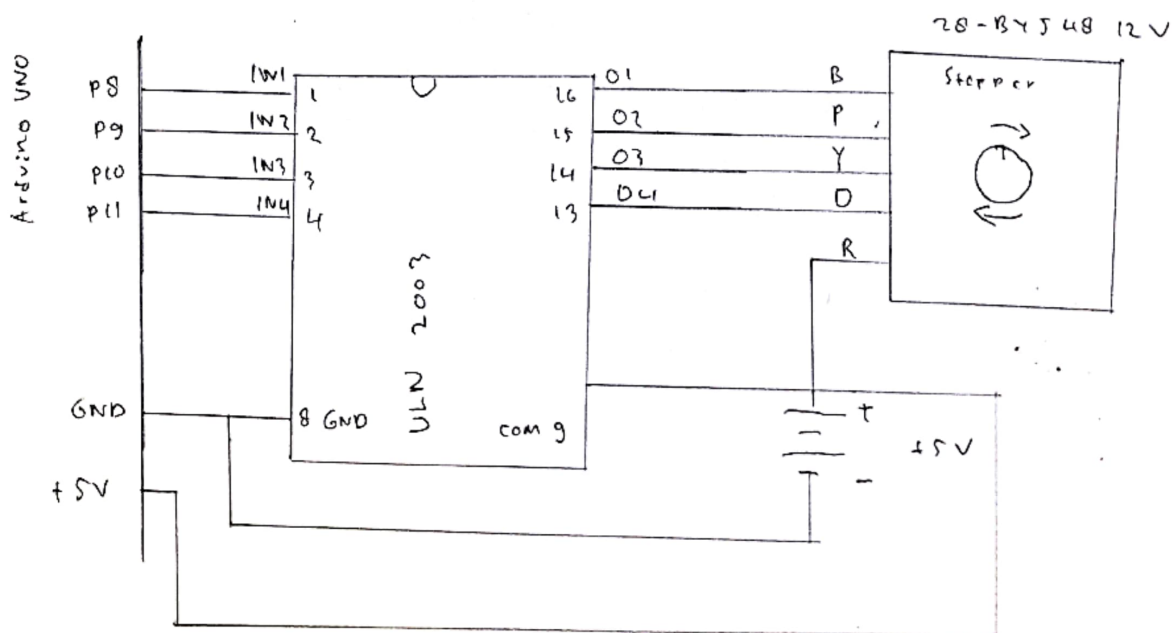 28-BYJ48 12V
Arduino UNO
P8
P9
P10
P11
GND
+5V
IN1
IN2
IN3
IN4
1
2
3
4
8 GND
ULN 2003
16
15
14
13
com 9
O1
O2
O3
O4
B
P
Y
O
R
Stepper
+
+5V
-